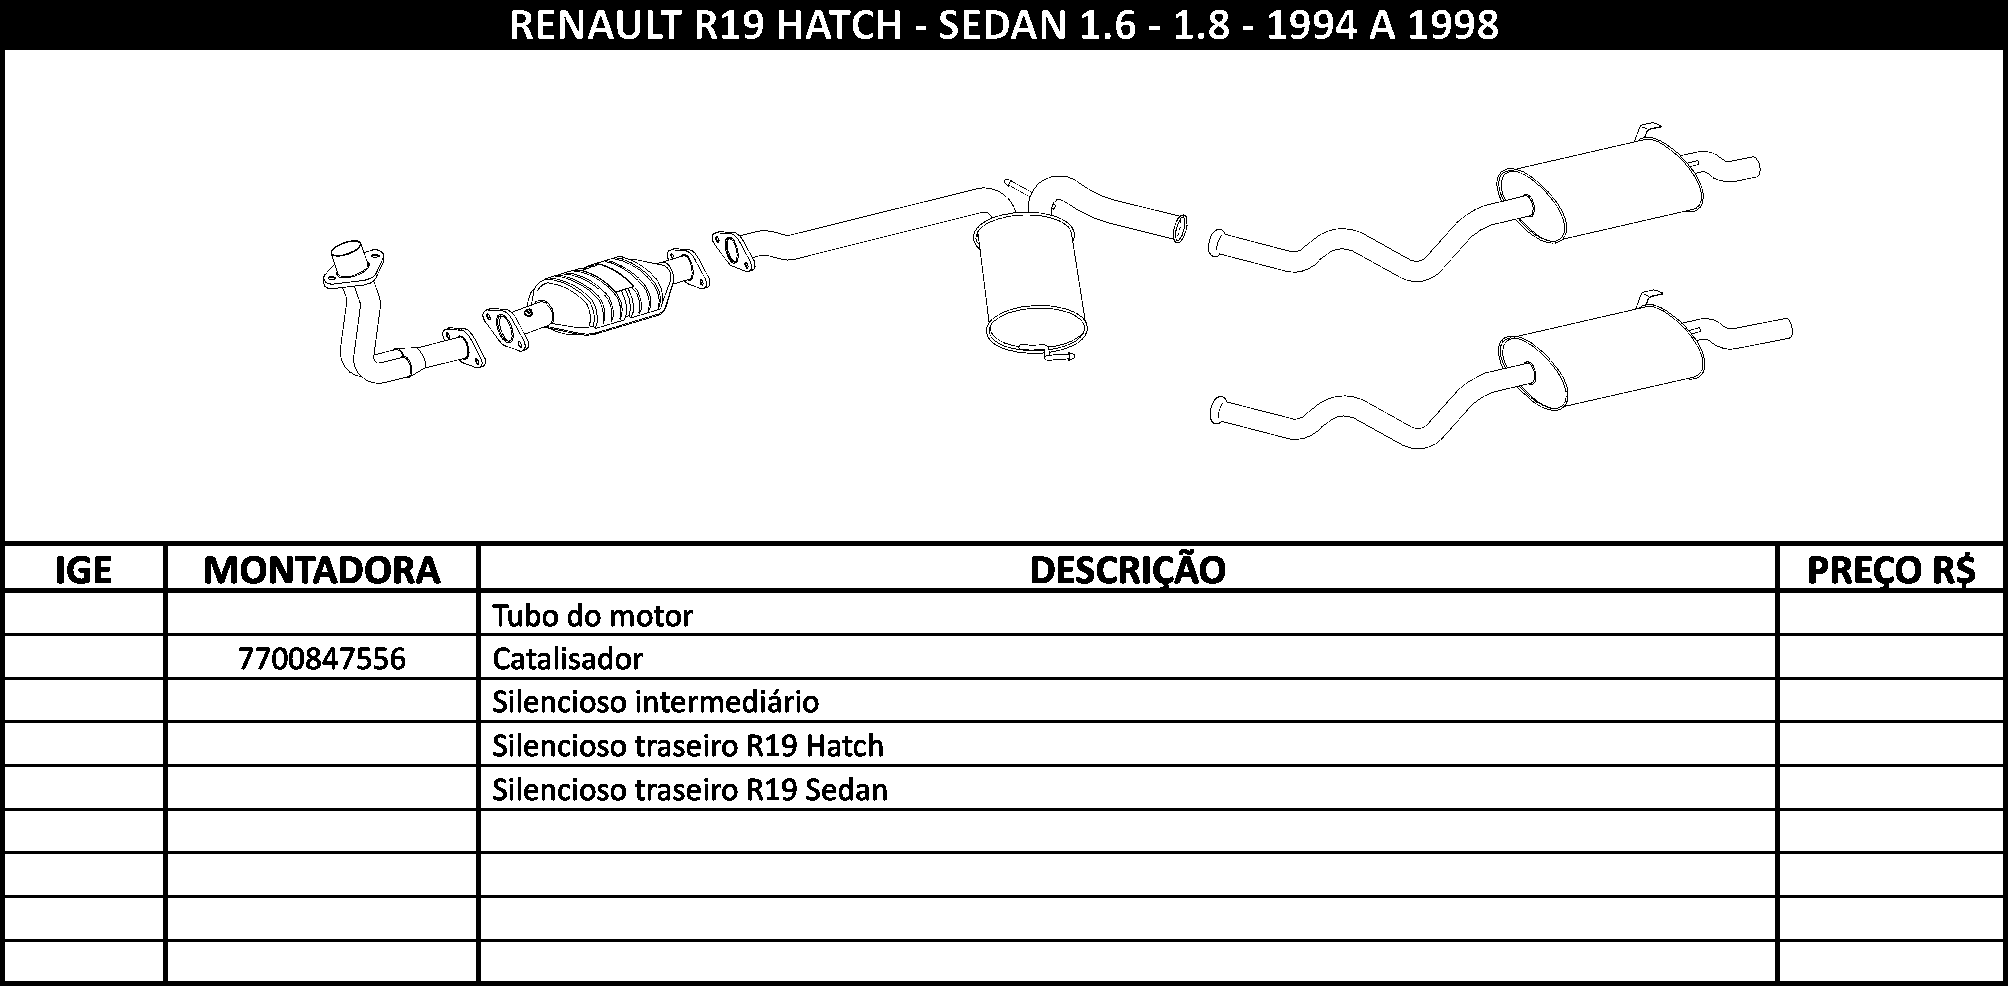 RENAULT R19 HATCH - SEDAN 1.6 - 1.8 - 1994 A 1998
IGE MONTADORA DESCRIÇÃO PREÇO R$
Tubo do motor
7700847556 Catalisador
Silencioso intermediário
Silencioso traseiro R19 Hatch
Silencioso traseiro R19 Sedan